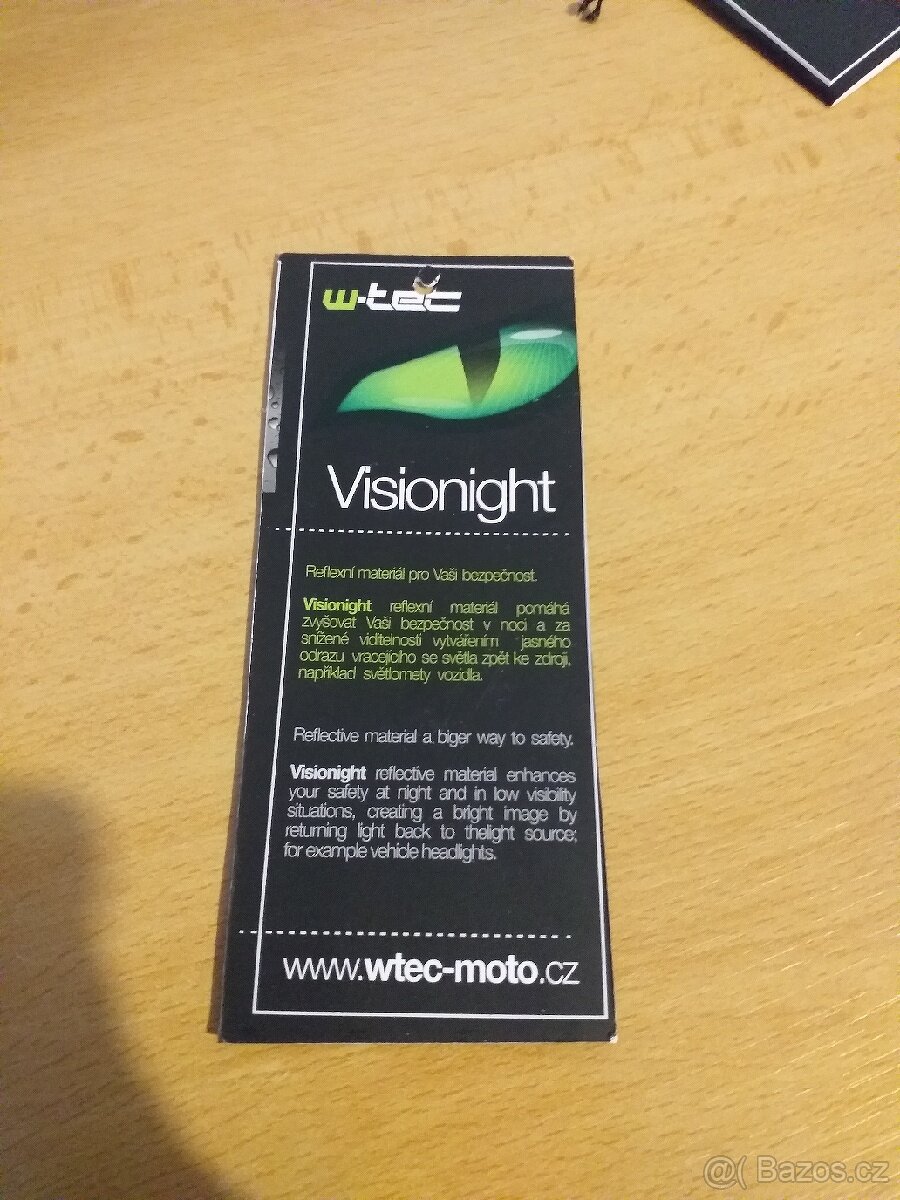 w-tec
Visionight
Reflexní materiál pro Vaši bezpečnost.
Visionight reflexní materál pomáhá
zvyšovat Vaši bezpečnost v noci a za
snížené viditelnosti vytvářením jasného
odrazu vracejícího se světla zpět ke zdroji,
například světlomety vozidla.
Reflective material a biger way to safety.
Visionight reflective material enhances
your safety at night and in low visibility
situations, creating a bright image by
returning light back to thelight source;
for example vehicle headlights.
www.wtec-moto.cz
@( Bazos.cz